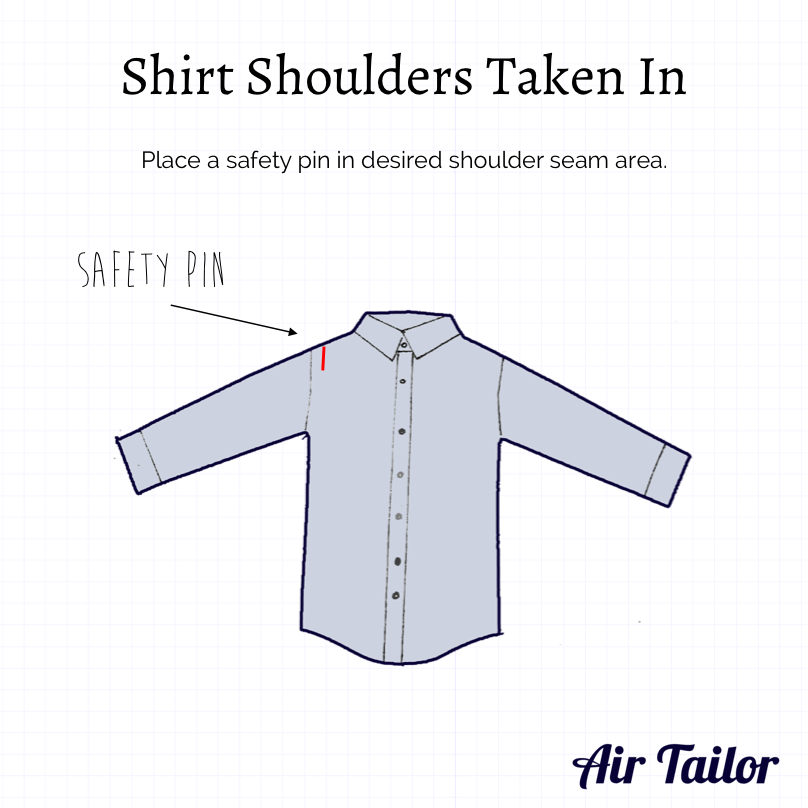 Shirt Shoulders Taken In
Place a safety pin in desired shoulder seam area.
SAFETY PIN
Air Tailor